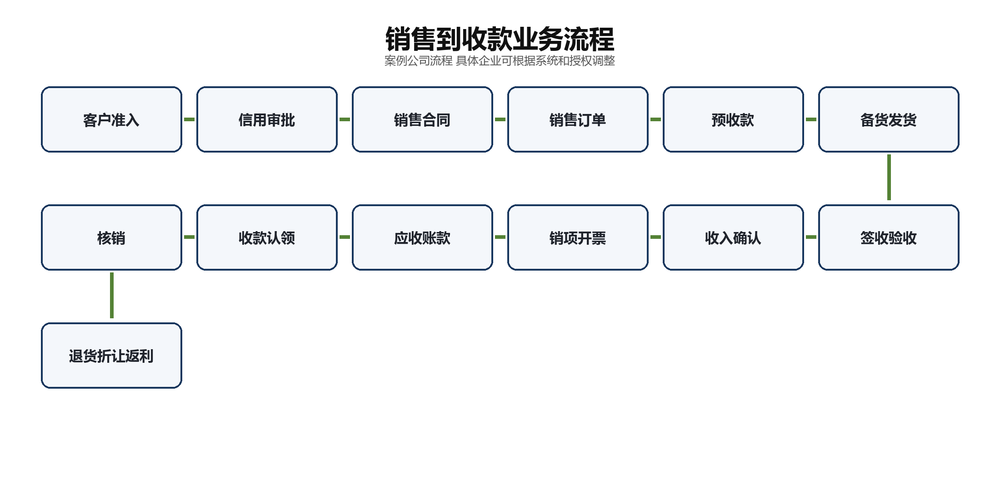 销售到收款业务流程
案例公司流程 具体企业可根据系统和授权调整
客户准入
信用审批
销售合同
销售订单
预收款
备货发货
签收验收
收入确认
销项开票
应收账款
收款认领
核销
退货折让返利